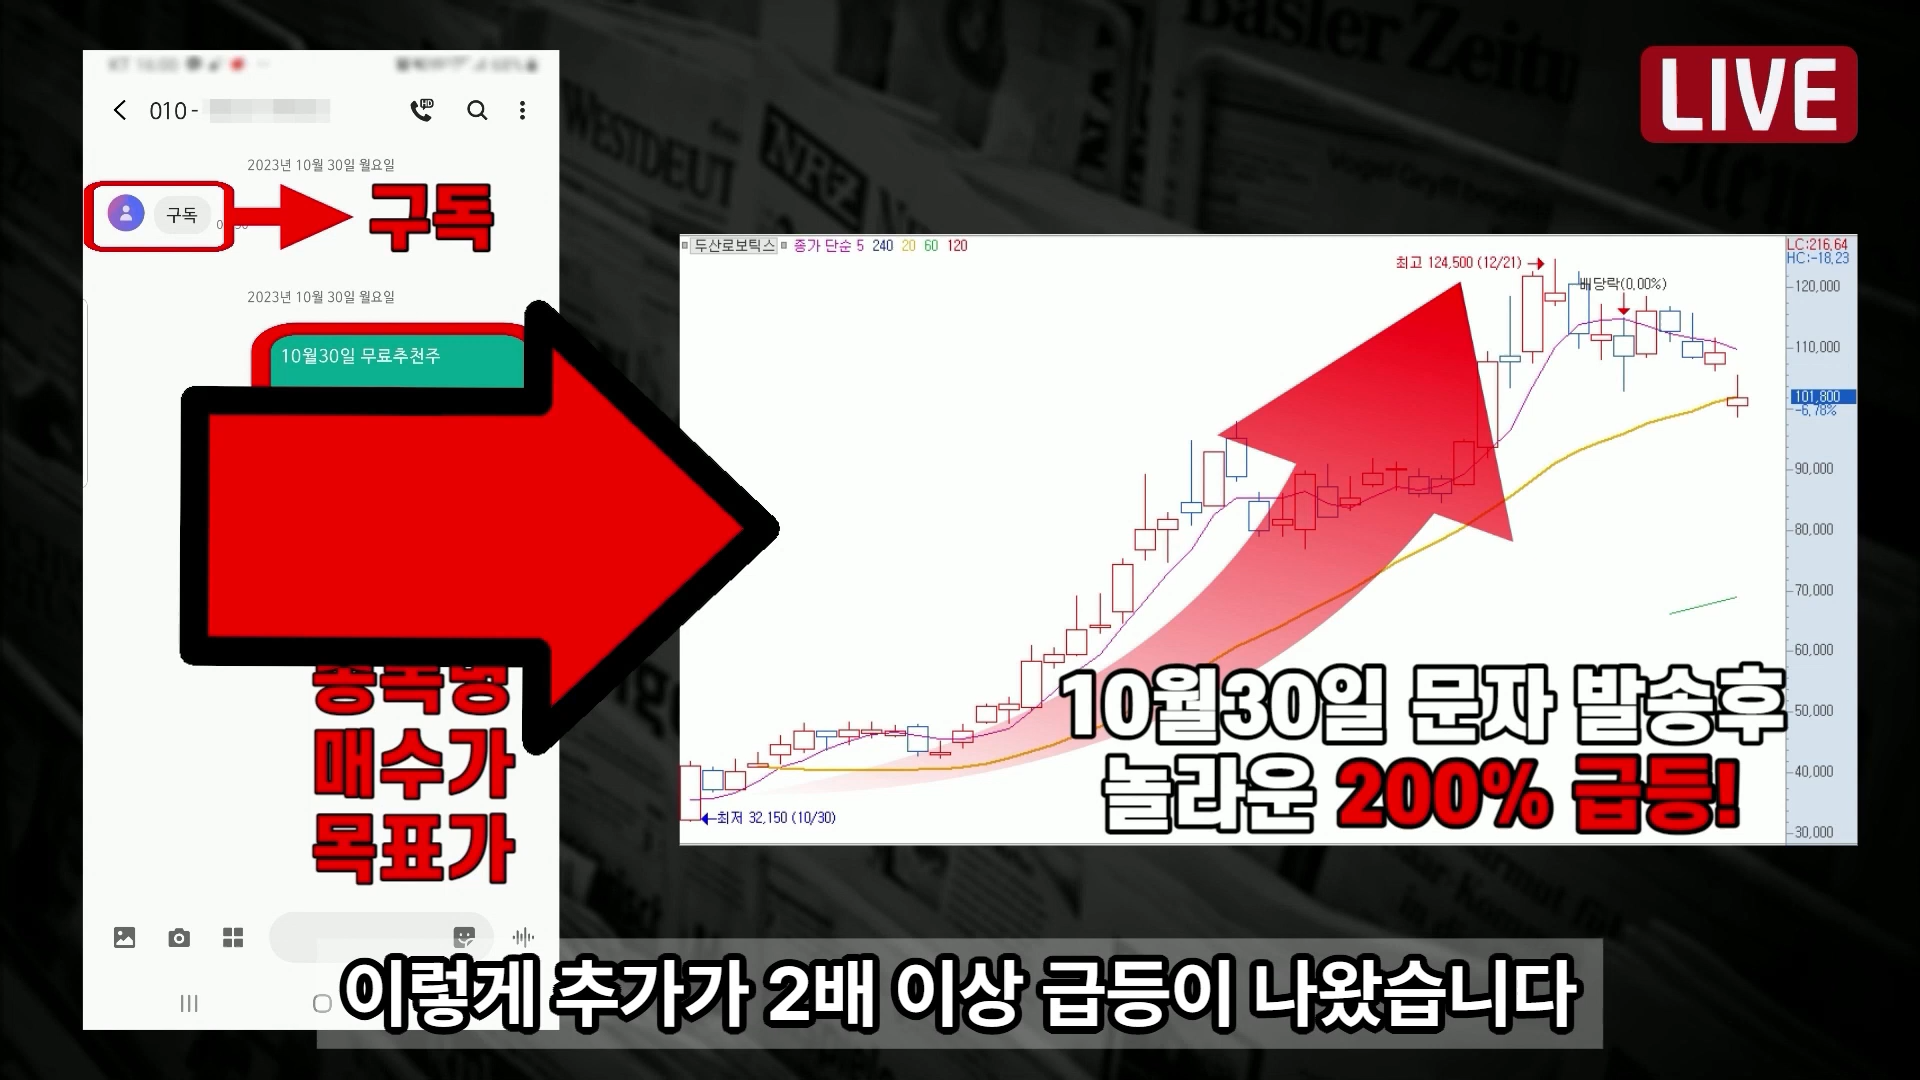 LIVE
010 -
2023년 10월 30일 월요일
구독
구독
2023년 10월 30일 월요일
10월30일 무료추천주
종목명
매수가
목표가
두산로보틱스 종가 단순 5 240 20 60 120
LC:216.64
HC:-18.23
최고 124,500 (12/21)
배당락(0.00%)
120,000
110,000
101,800
-6.78%
90,000
80,000
70,000
60,000
50,000
40,000
30,000
최저 32,150 (10/30)
10월30일 문자 발송후
놀라운 200% 급등!
이렇게 추가가 2배 이상 급등이 나왔습니다
Basler Zeitu
WESTDEUT
NRZ